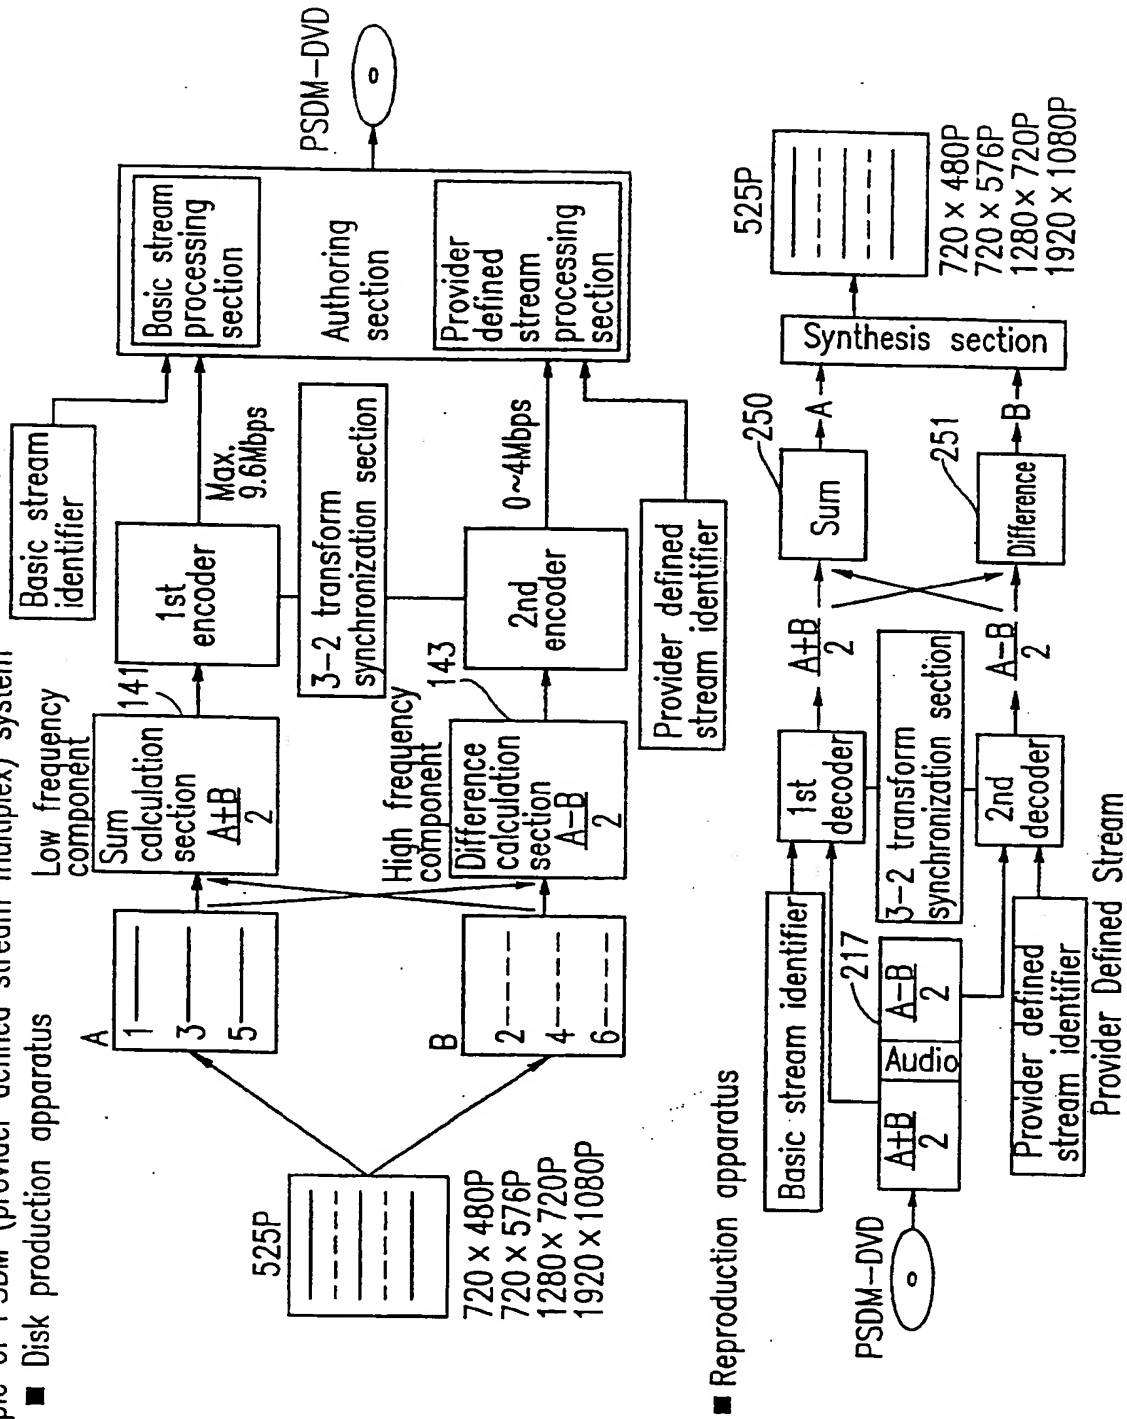 (provider defined stream multiplex) system
■ Disk production apparatus
525P
720×480P
720×576P
1280×720P
1920×1080P
A
1
3
5
B
2
4
6
Low frequency
component
Sum
calculation
section
A+B
2
141
High frequency
component
Difference
calculation
section
A-B
2
143
1st
encoder
2nd
encoder
3-2 transform
synchronization section
Basic stream
identifier
Provider defined
stream identifier
Max.
9.6Mbps
0~4Mbps
Basic stream
processing
section
Authoring
section
Provider
defined
stream
processing
section
PSDM-DVD
■ Reproduction apparatus
PSDM-DVD
A+B
2
Audio
A-B
2
217
Basic stream identifier
Provider defined
stream identifier
Provider Defined Stream
1st
decoder
3-2 transform
synchronization section
2nd
decoder
A+B
2
A-B
2
Sum
250
Difference
251
A
B
Synthesis section
525P
720×480P
720×576P
1280×720P
1920×1080P